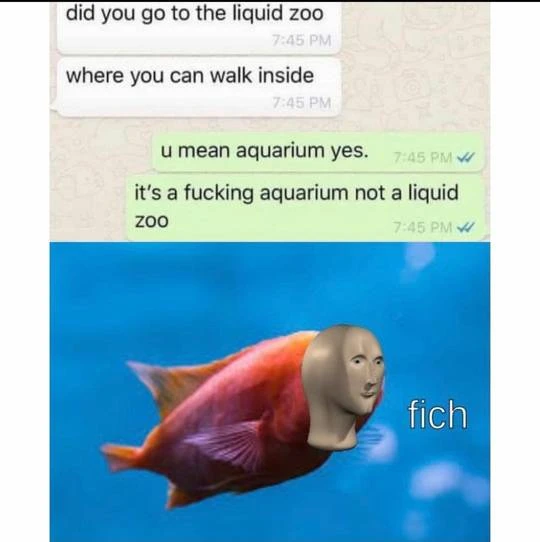 did you go to the liquid zoo
7:45 PM
where you can walk inside
7:45 PM
u mean aquarium yes. 7:45 PM
it's a fucking aquarium not a liquid
zoo
7:45 PM
fich